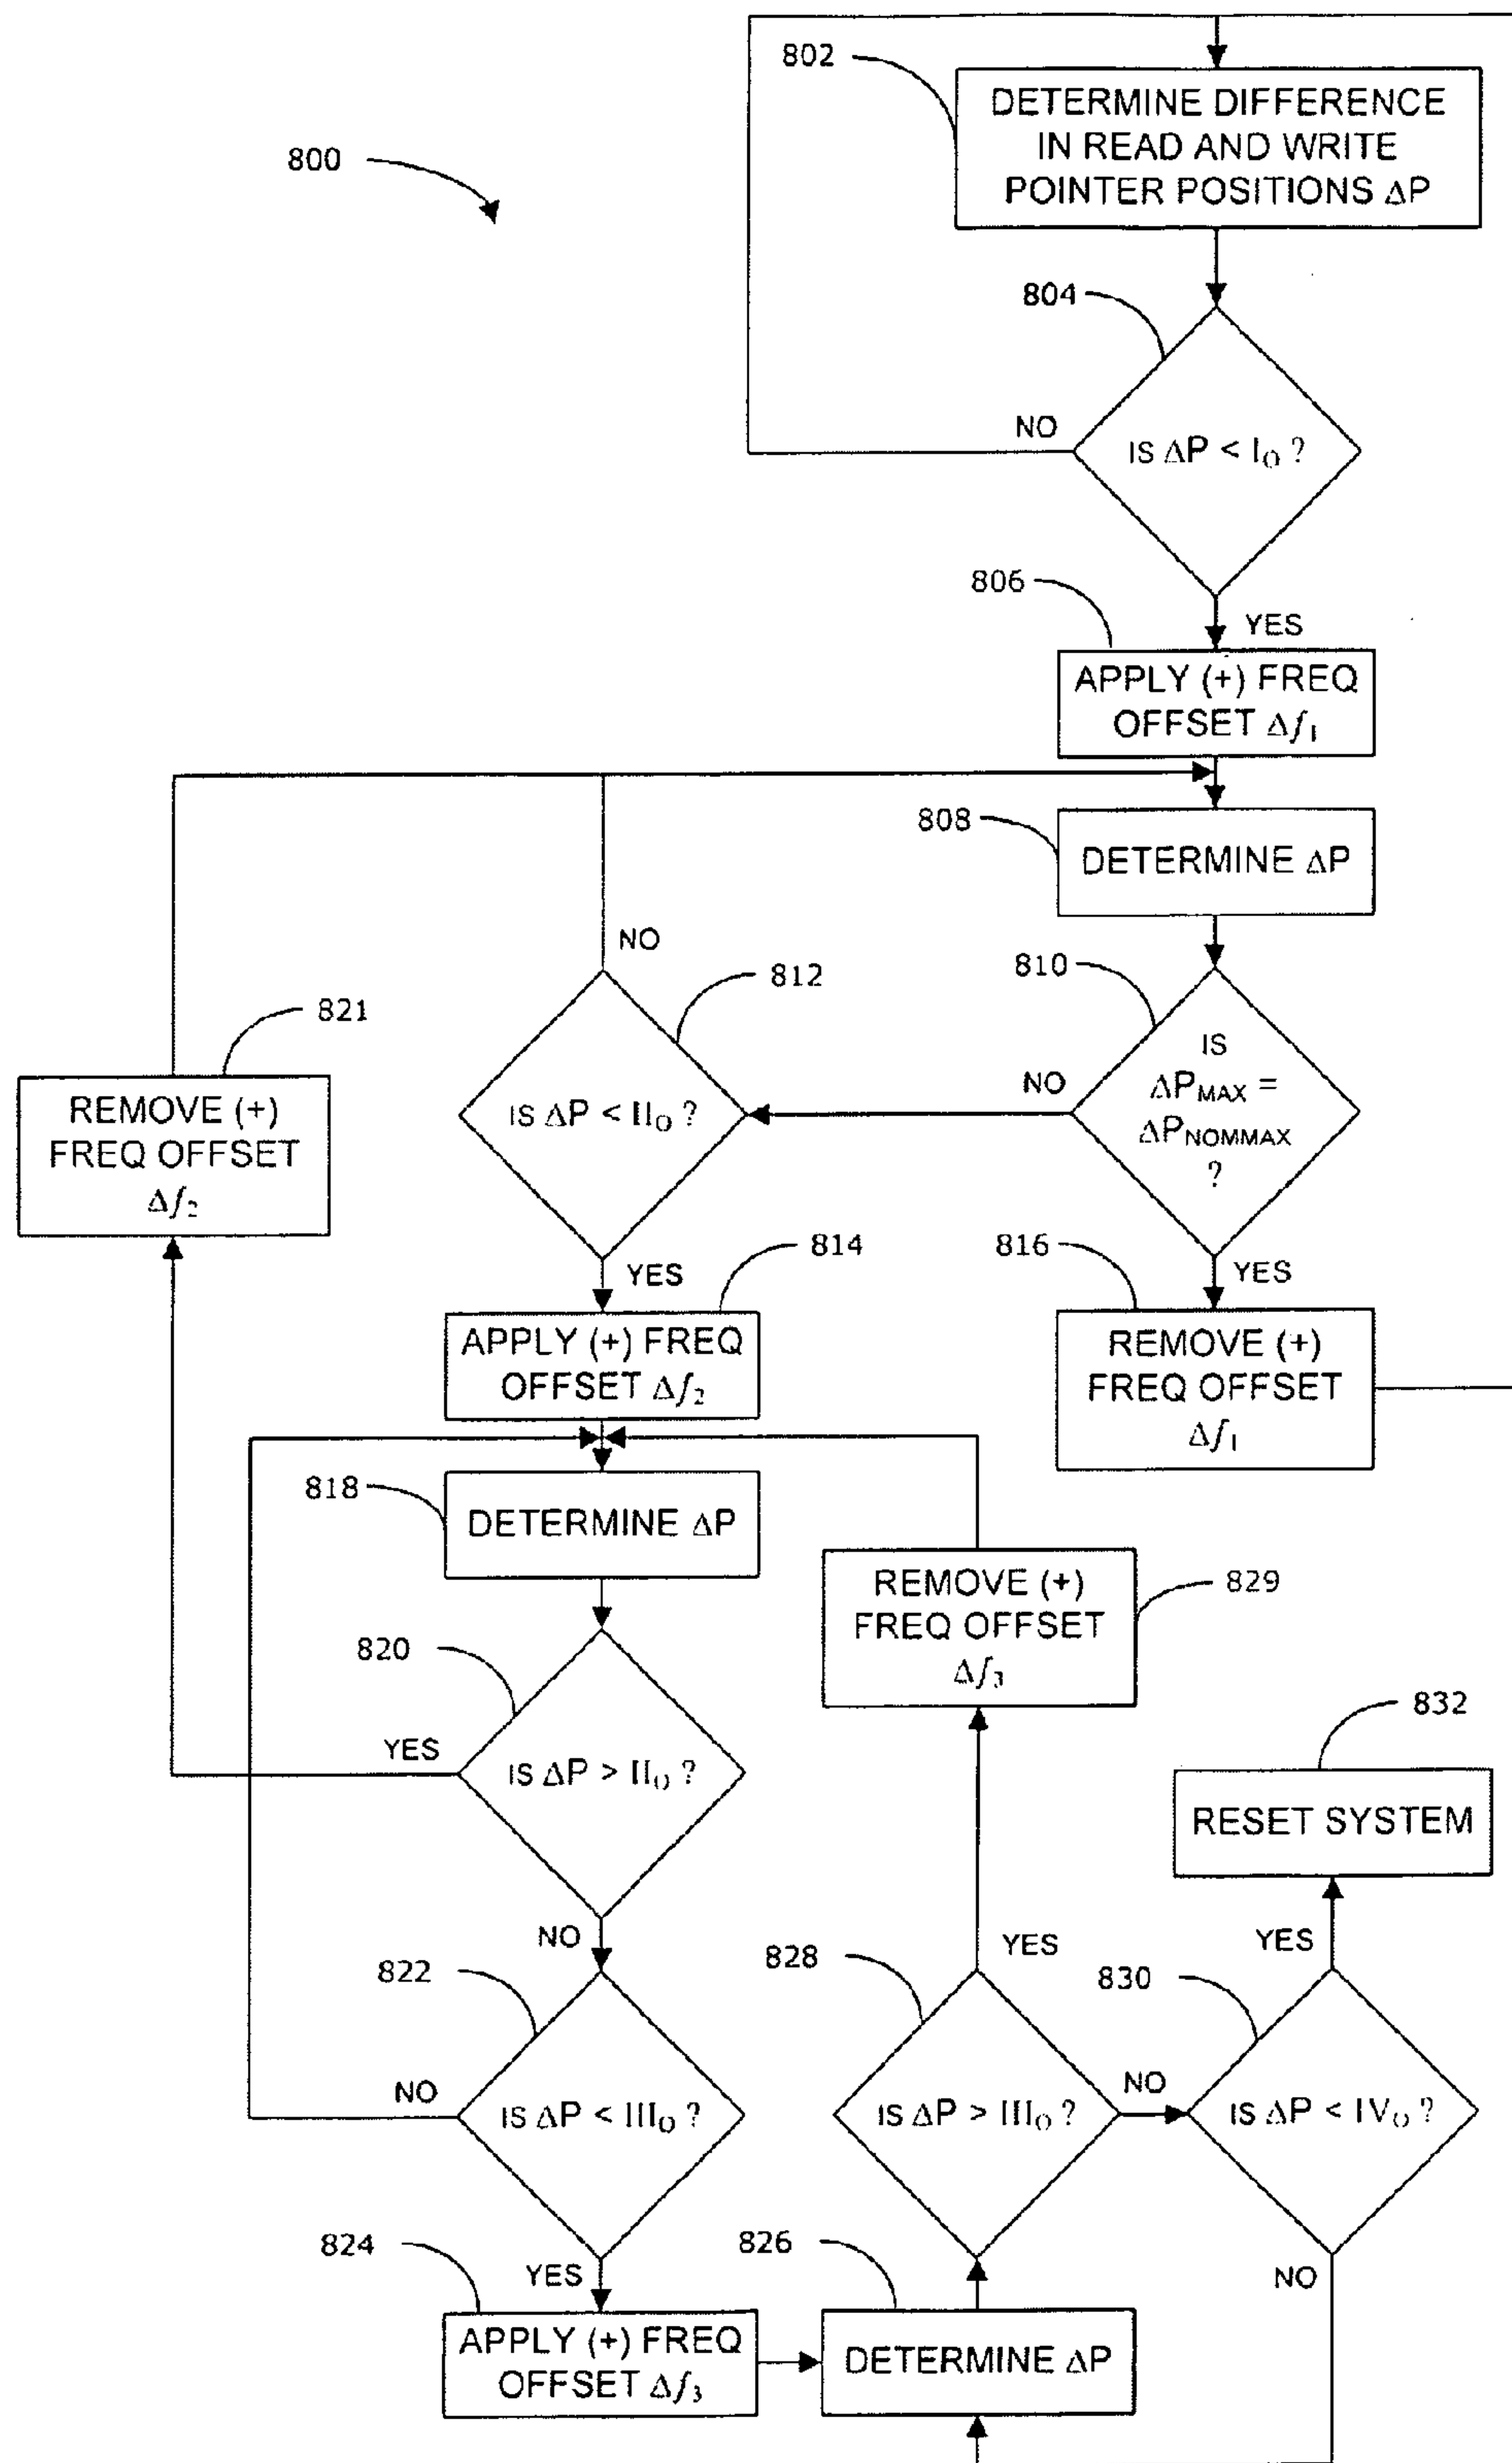 802
DETERMINE DIFFERENCE
IN READ AND WRITE
POINTER POSITIONS ΔP
800
804
NO
IS ΔP < I₀ ?
806
YES
APPLY (+) FREQ
OFFSET Δf₁
808
DETERMINE ΔP
NO
812
810
821
IS
ΔP_MAX =
ΔP_NOMMAX
?
NO
IS ΔP < II₀ ?
REMOVE (+)
FREQ OFFSET
Δf₂
814
816
YES
YES
APPLY (+) FREQ
OFFSET Δf₂
REMOVE (+)
FREQ OFFSET
Δf₁
818
DETERMINE ΔP
REMOVE (+)
FREQ OFFSET
Δf₃
829
820
832
YES
IS ΔP > II₀ ?
RESET SYSTEM
NO
YES
YES
822
828
830
NO
IS ΔP < III₀ ?
IS ΔP > III₀ ?
NO
IS ΔP < IV₀ ?
824
YES
826
NO
APPLY (+) FREQ
OFFSET Δf₃
DETERMINE ΔP